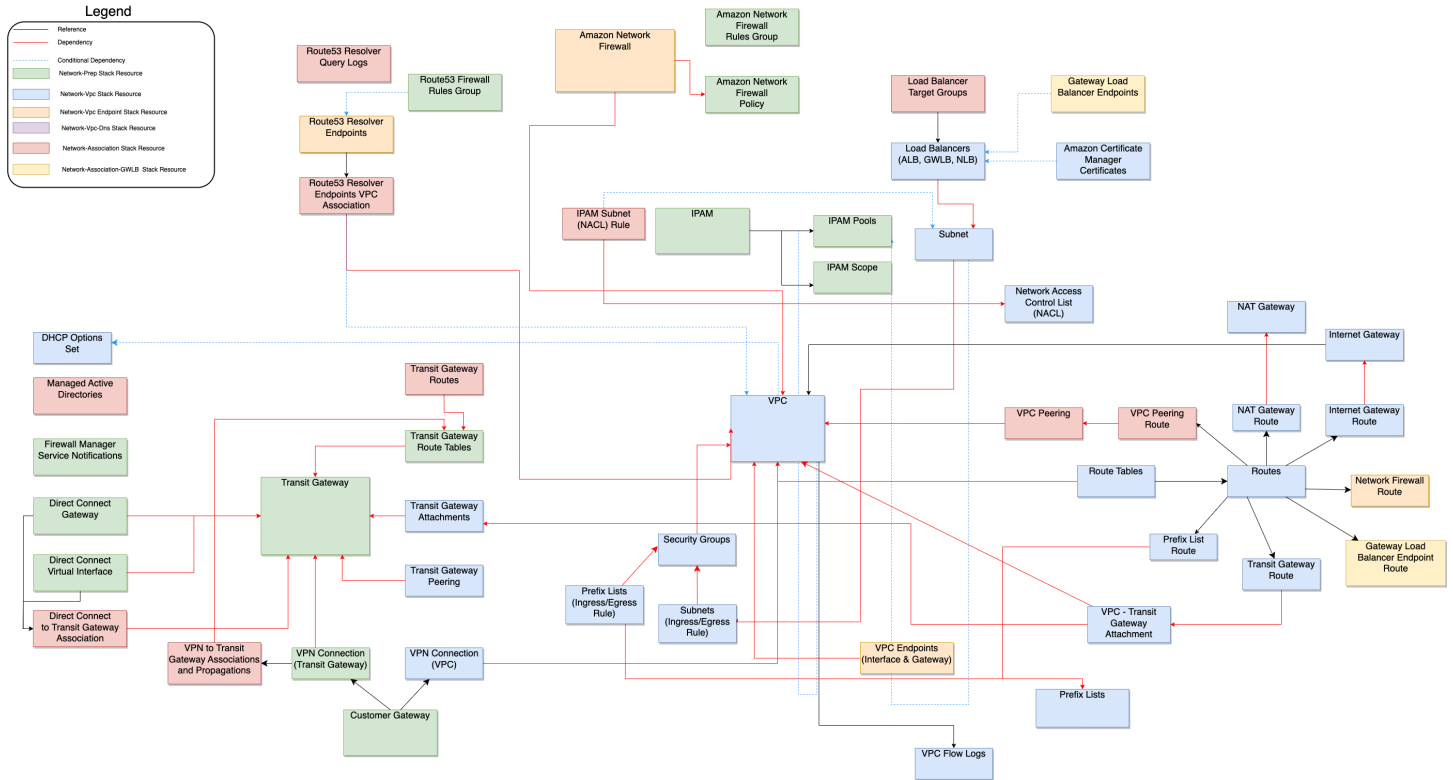 Legend
Reference
Dependency
Conditional Dependency
Network-Prep Stack Resource
Network-Vpc Stack Resource
Network-Vpc Endpoint Stack Resource
Network-Vpc-Dns Stack Resource
Network-Association Stack Resource
Network-Association-GWLB Stack Resource
Route53 Resolver
Query Logs
Route53 Firewall
Rules Group
Route53 Resolver
Endpoints
Route53 Resolver
Endpoints VPC
Association
Amazon Network
Firewall
Amazon Network
Firewall
Rules Group
Amazon Network
Firewall
Policy
Load Balancer
Target Groups
Gateway Load
Balancer Endpoints
Load Balancers
(ALB, GWLB, NLB)
Amazon Certificate
Manager
Certificates
IPAM Subnet
(NACL) Rule
IPAM
IPAM Pools
IPAM Scope
Subnet
Network Access
Control List
(NACL)
NAT Gateway
Internet Gateway
DHCP Options
Set
Managed Active
Directories
Firewall Manager
Service Notifications
Direct Connect
Gateway
Direct Connect
Virtual Interface
Direct Connect
to Transit Gateway
Association
Transit Gateway
Routes
Transit Gateway
Route Tables
Transit Gateway
Transit Gateway
Attachments
Transit Gateway
Peering
VPN to Transit
Gateway Associations
and Propagations
VPN Connection
(Transit Gateway)
VPN Connection
(VPC)
Customer Gateway
VPC
VPC Peering
VPC Peering
Route
NAT Gateway
Route
Internet Gateway
Route
Route Tables
Routes
Network Firewall
Route
Prefix List
Route
Transit Gateway
Route
Gateway Load
Balancer Endpoint
Route
Security Groups
Prefix Lists
(Ingress/Egress
Rule)
Subnets
(Ingress/Egress
Rule)
VPC - Transit
Gateway
Attachment
VPC Endpoints
(Interface & Gateway)
Prefix Lists
VPC Flow Logs